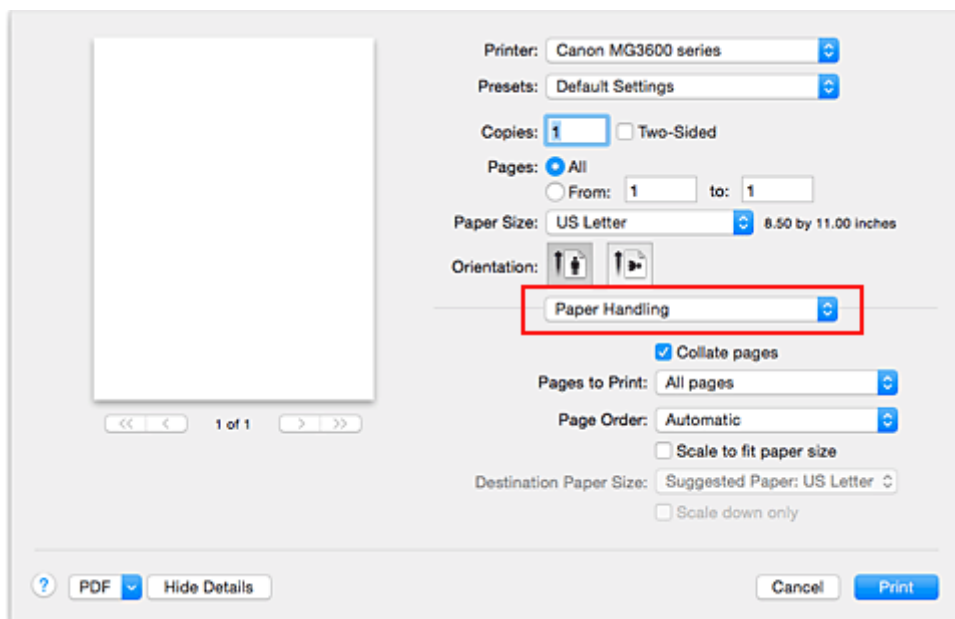 Printer: Canon MG3600 series
Presets: Default Settings
Copies: 1 Two-Sided
Pages: All
From: 1 to: 1
Paper Size: US Letter 8.50 by 11.00 inches
Orientation:
Paper Handling
Collate pages
Pages to Print: All pages
1 of 1
Page Order: Automatic
Scale to fit paper size
Destination Paper Size: Suggested Paper: US Letter
Scale down only
? PDF Hide Details Cancel Print